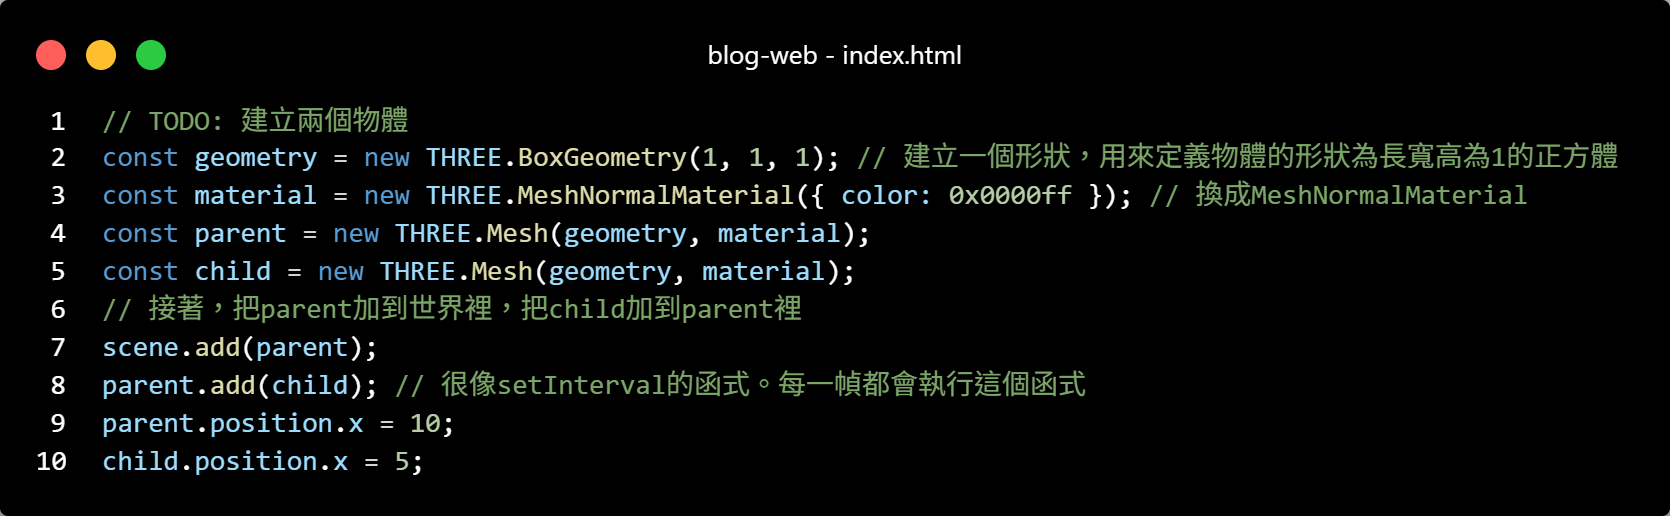 blog-web - index.html
1 // TODO: 建立兩個物體
2 const geometry = new THREE.BoxGeometry(1, 1, 1); // 建立一個形狀，用來定義物體的形狀為長寬高為1的正方體
3 const material = new THREE.MeshNormalMaterial({ color: 0x0000ff }); // 換成MeshNormalMaterial
4 const parent = new THREE.Mesh(geometry, material);
5 const child = new THREE.Mesh(geometry, material);
6 // 接著，把parent加到世界裡，把child加到parent裡
7 scene.add(parent);
8 parent.add(child); // 很像setInterval的函式。每一幀都會執行這個函式
9 parent.position.x = 10;
10 child.position.x = 5;